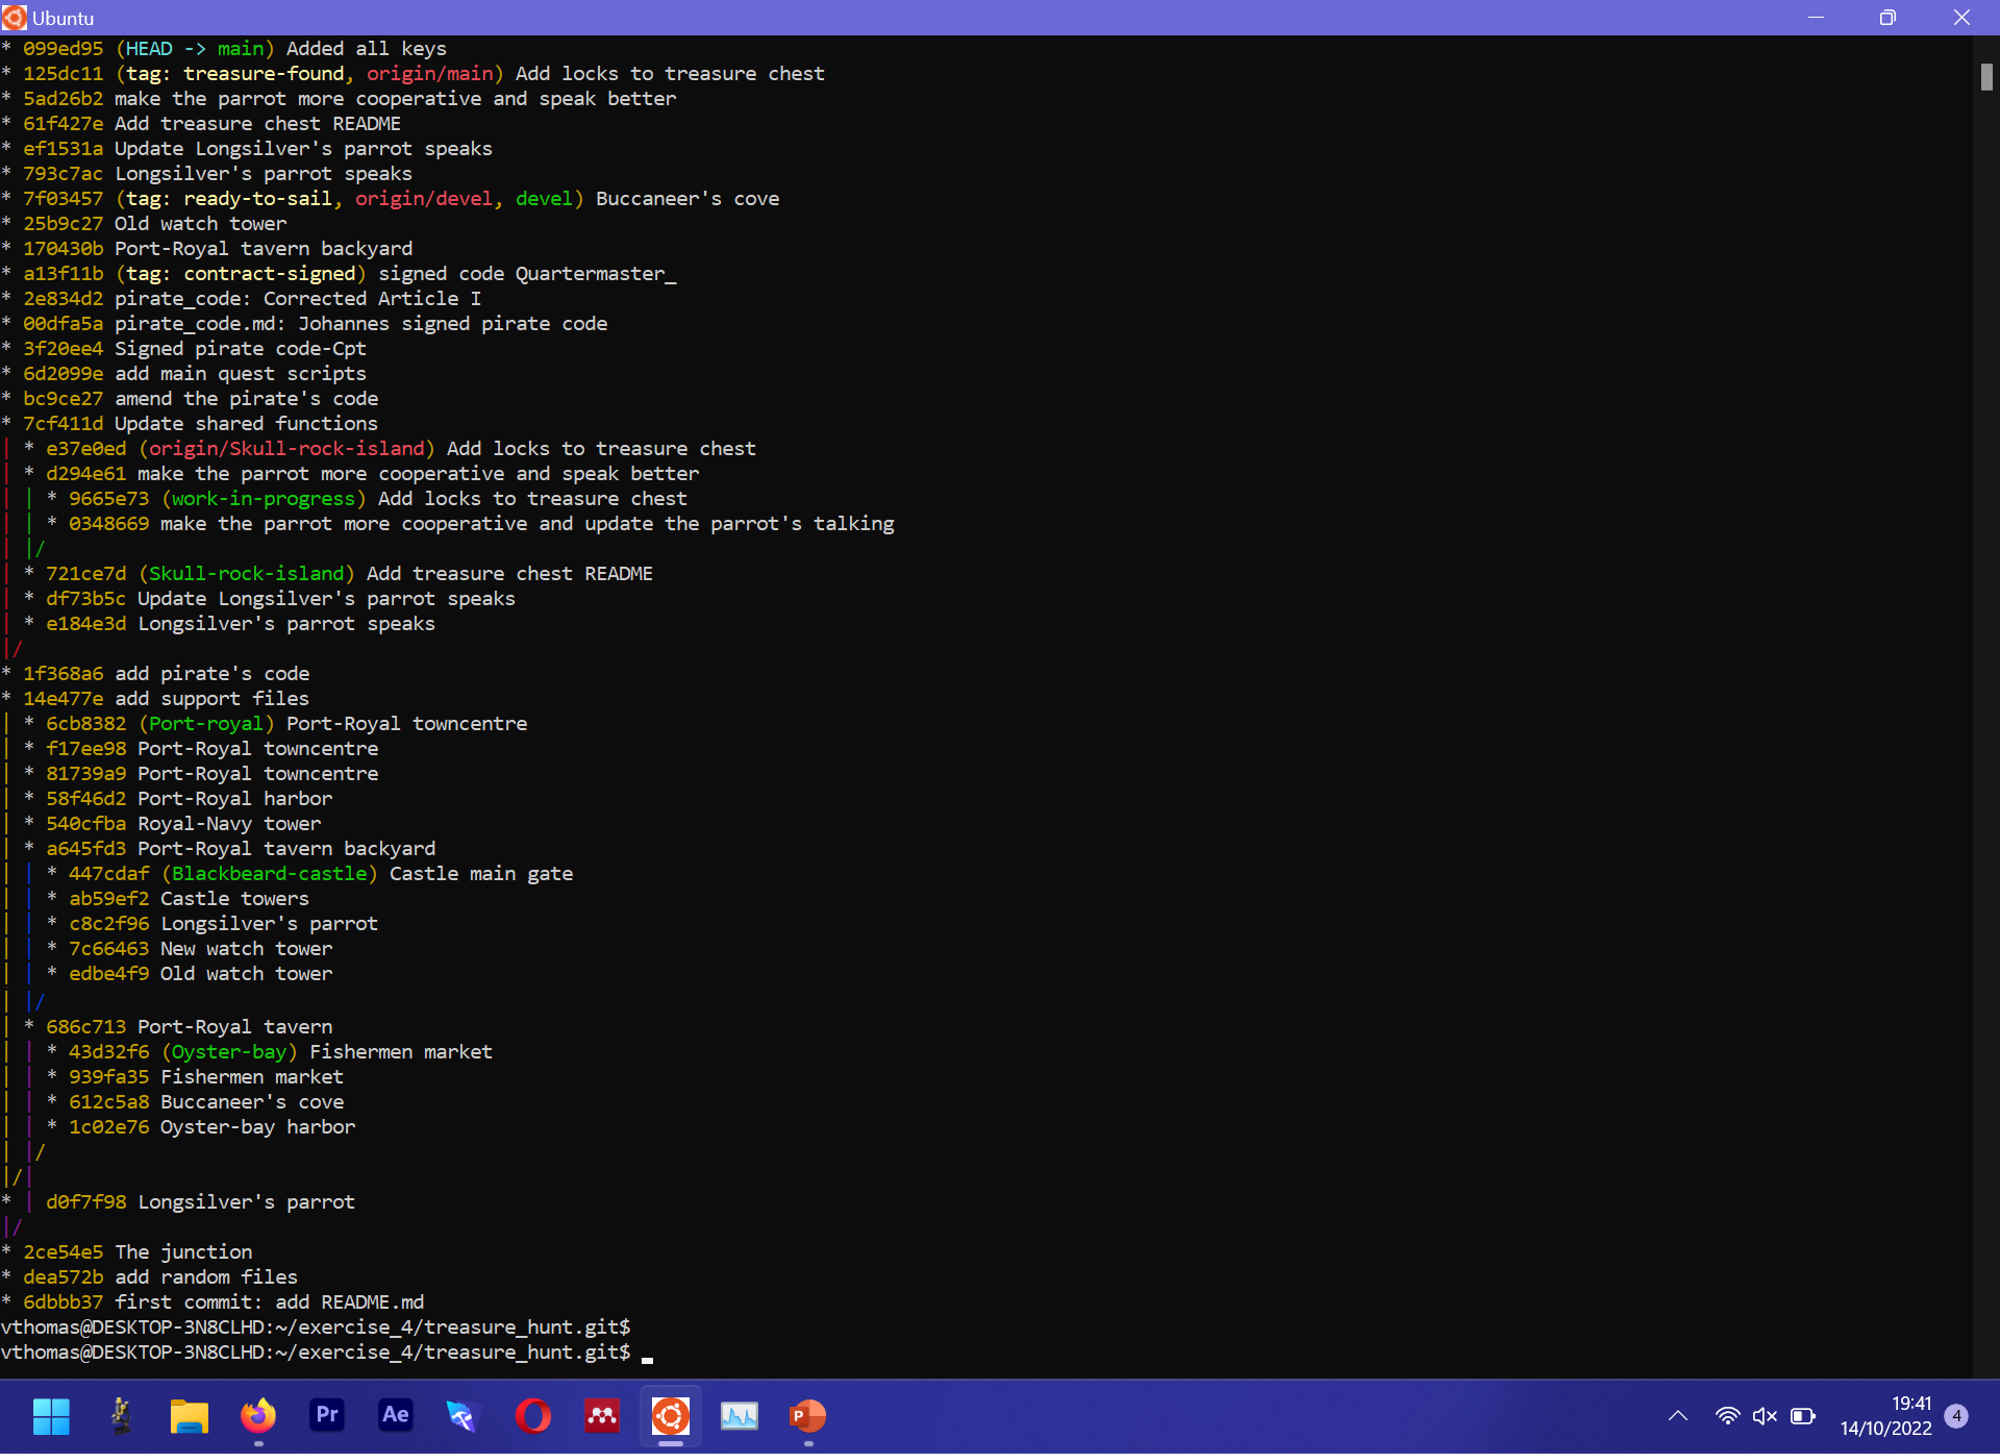 Ubuntu
* 099ed95 (HEAD -> main) Added all keys
* 125dc11 (tag: treasure-found, origin/main) Add locks to treasure chest
* 5ad26b2 make the parrot more cooperative and speak better
* 61f427e Add treasure chest README
* ef1531a Update Longsilver's parrot speaks
* 793c7ac Longsilver's parrot speaks
* 7f03457 (tag: ready-to-sail, origin/devel, devel) Buccaneer's cove
* 25b9c27 Old watch tower
* 170430b Port-Royal tavern backyard
* a13f11b (tag: contract-signed) signed code Quartermaster_
* 2e834d2 pirate_code: Corrected Article I
* 00dfa5a pirate_code.md: Johannes signed pirate code
* 3f20ee4 Signed pirate code-Cpt
* 6d2099e add main quest scripts
* bc9ce27 amend the pirate's code
* 7cf411d Update shared functions
| * e37e0ed (origin/Skull-rock-island) Add locks to treasure chest
| * d294e61 make the parrot more cooperative and speak better
| | * 9665e73 (work-in-progress) Add locks to treasure chest
| | * 0348669 make the parrot more cooperative and update the parrot's talking
| |/
| * 721ce7d (Skull-rock-island) Add treasure chest README
| * df73b5c Update Longsilver's parrot speaks
| * e184e3d Longsilver's parrot speaks
|/
* 1f368a6 add pirate's code
* 14e477e add support files
| * 6cb8382 (Port-royal) Port-Royal towncentre
| * f17ee98 Port-Royal towncentre
| * 81739a9 Port-Royal towncentre
| * 58f46d2 Port-Royal harbor
| * 540cfba Royal-Navy tower
| * a645fd3 Port-Royal tavern backyard
| | * 447cdaf (Blackbeard-castle) Castle main gate
| | * ab59ef2 Castle towers
| | * c8c2f96 Longsilver's parrot
| | * 7c66463 New watch tower
| | * edbe4f9 Old watch tower
| |/
| * 686c713 Port-Royal tavern
| | * 43d32f6 (Oyster-bay) Fishermen market
| | * 939fa35 Fishermen market
| | * 612c5a8 Buccaneer's cove
| | * 1c02e76 Oyster-bay harbor
| |/
|/|
* | d0f7f98 Longsilver's parrot
|/
* 2ce54e5 The junction
* dea572b add random files
* 6dbbb37 first commit: add README.md
vthomas@DESKTOP-3N8CLHD:~/exercise_4/treasure_hunt.git$
vthomas@DESKTOP-3N8CLHD:~/exercise_4/treasure_hunt.git$
Pr Ae P
19:41
14/10/2022 4